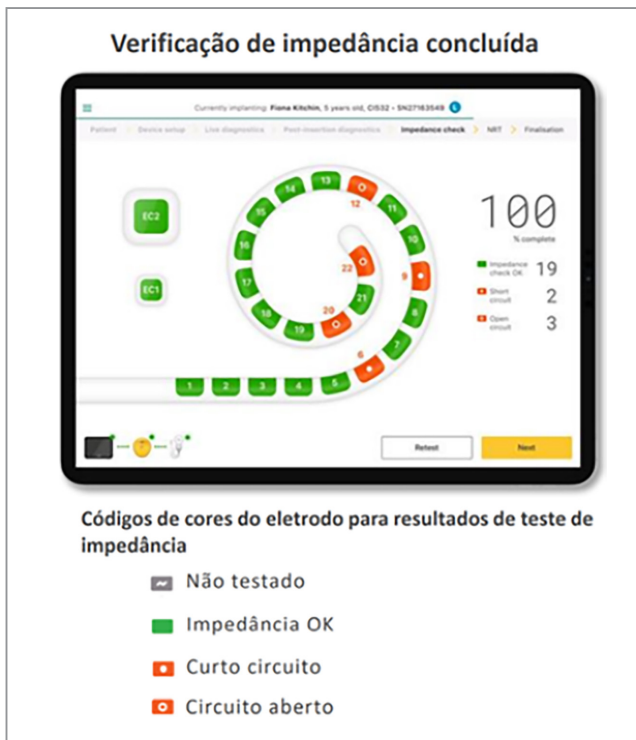 Verificação de impedância concluída
Currently implanting: Fiona Kitchin, 5 years old, CI532 - SN27163549 L
Patient Device setup Live diagnostics Post-insertion diagnostics Impedance check NRT Finalisation
EC2
EC1
1 2 3 4 5 6 7 8 9 10 11 12 13 14 15 16 17 18 19 20 21 22
100
% complete
Impedance check OK 19
Short circuit 2
Open circuit 3
Retest Next
Códigos de cores do eletrodo para resultados de teste de
impedância
Não testado
Impedância OK
Curto circuito
Circuito aberto